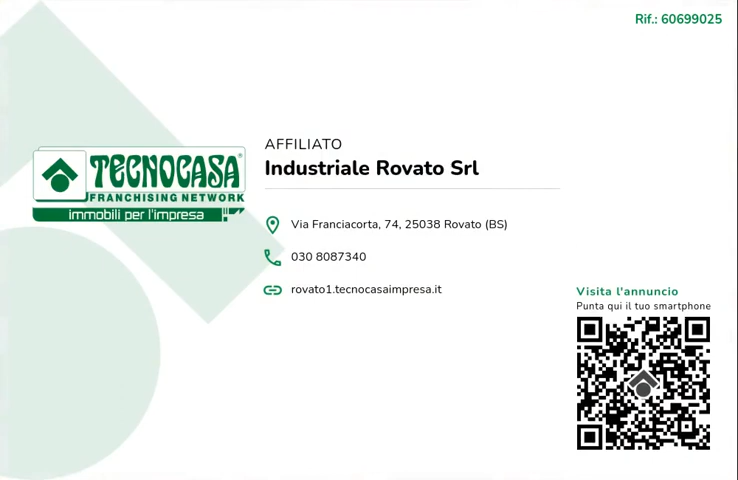 Rif.: 60699025
TECNOCASA®
FRANCHISING NETWORK
immobili per l'impresa
AFFILIATO
Industriale Rovato Srl
Via Franciacorta, 74, 25038 Rovato (BS)
030 8087340
rovato1.tecnocasaimpresa.it
Visita l'annuncio
Punta qui il tuo smartphone